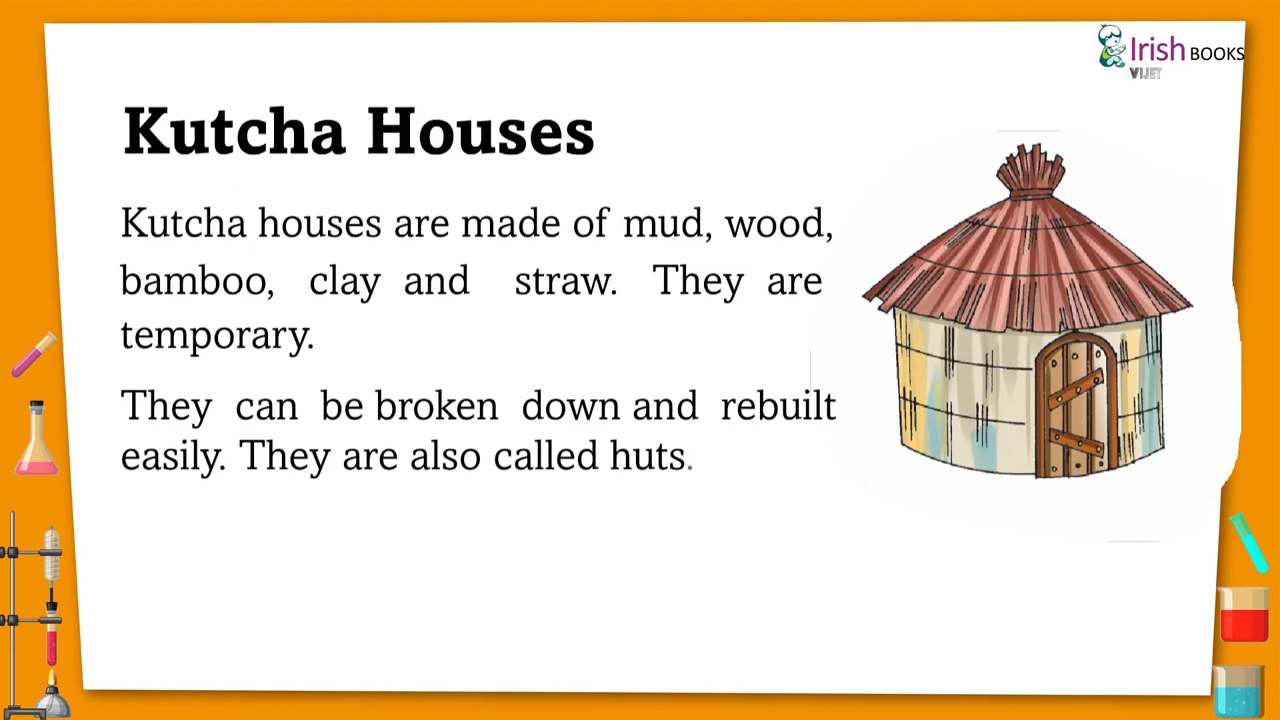 Irish BOOKS
VIJET
Kutcha Houses
Kutcha houses are made of mud, wood,
bamboo, clay and straw. They are
temporary.
They can be broken down and rebuilt
easily. They are also called huts.